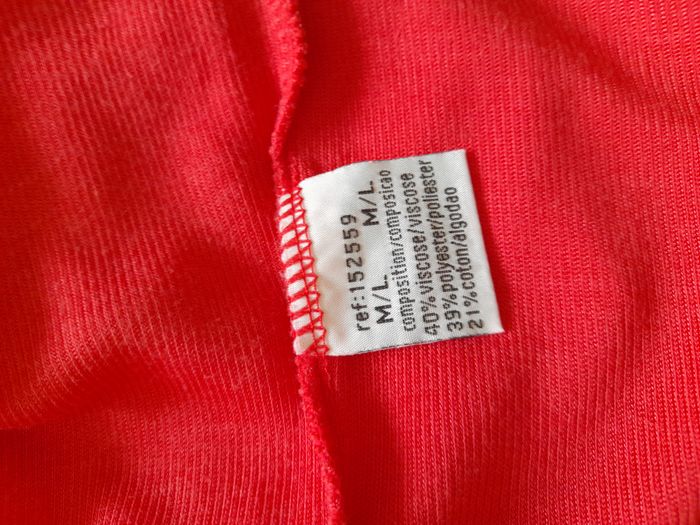 ref:152559
M/L. M/L.
composition/composicao
40%viscose/viscose
39%polyester/poliester
21%coton/algodao